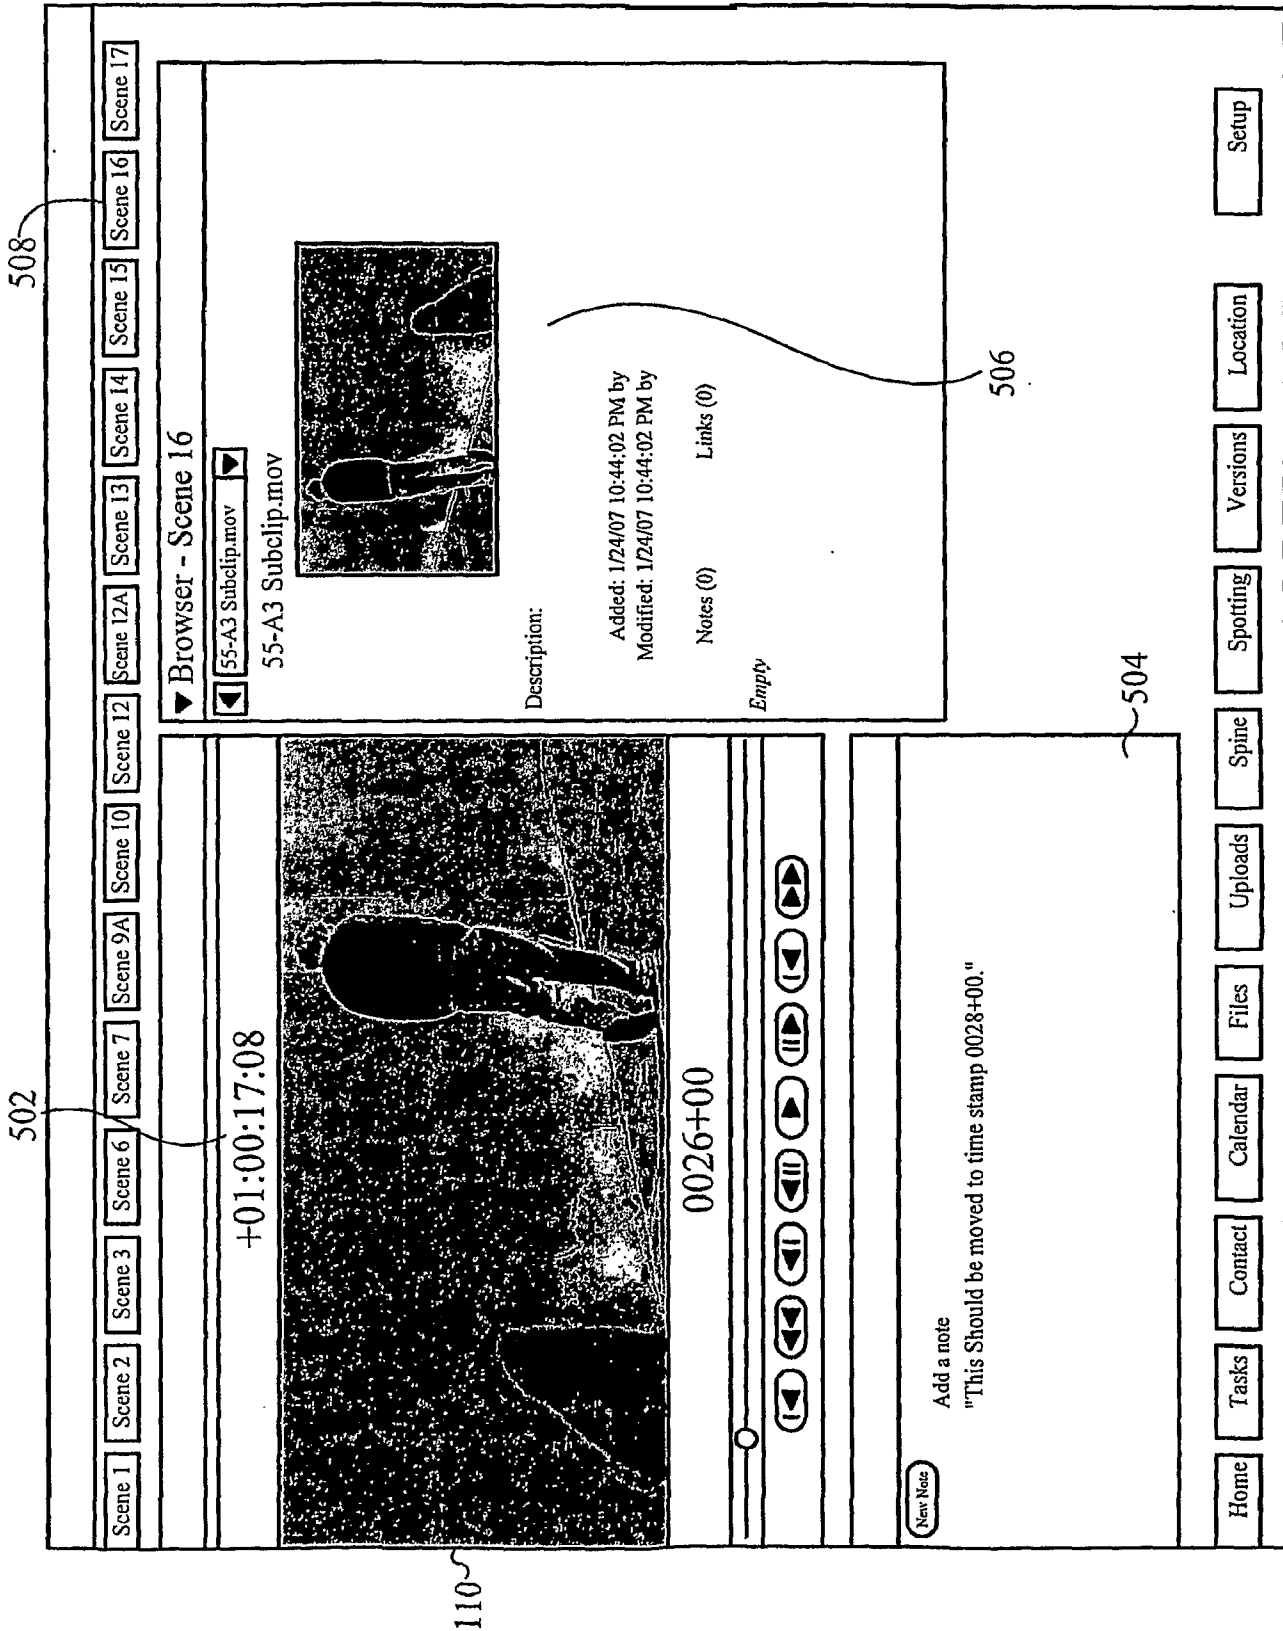 502
508
Scene 1 Scene 2 Scene 3 Scene 6 Scene 7 Scene 9A Scene 10 Scene 12 Scene 12A Scene 13 Scene 14 Scene 15 Scene 16 Scene 17
+01:00:17:08
Browser - Scene 16
55-A3 Subclip.mov
55-A3 Subclip.mov
110
Description:
Added: 1/24/07 10:44:02 PM by
Modified: 1/24/07 10:44:02 PM by
Notes (0) Links (0)
Empty
0026+00
506
New Note
Add a note
"This Should be moved to time stamp 0028+00."
504
Home Tasks Contact Calendar Files Uploads Spine Spotting Versions Location Setup